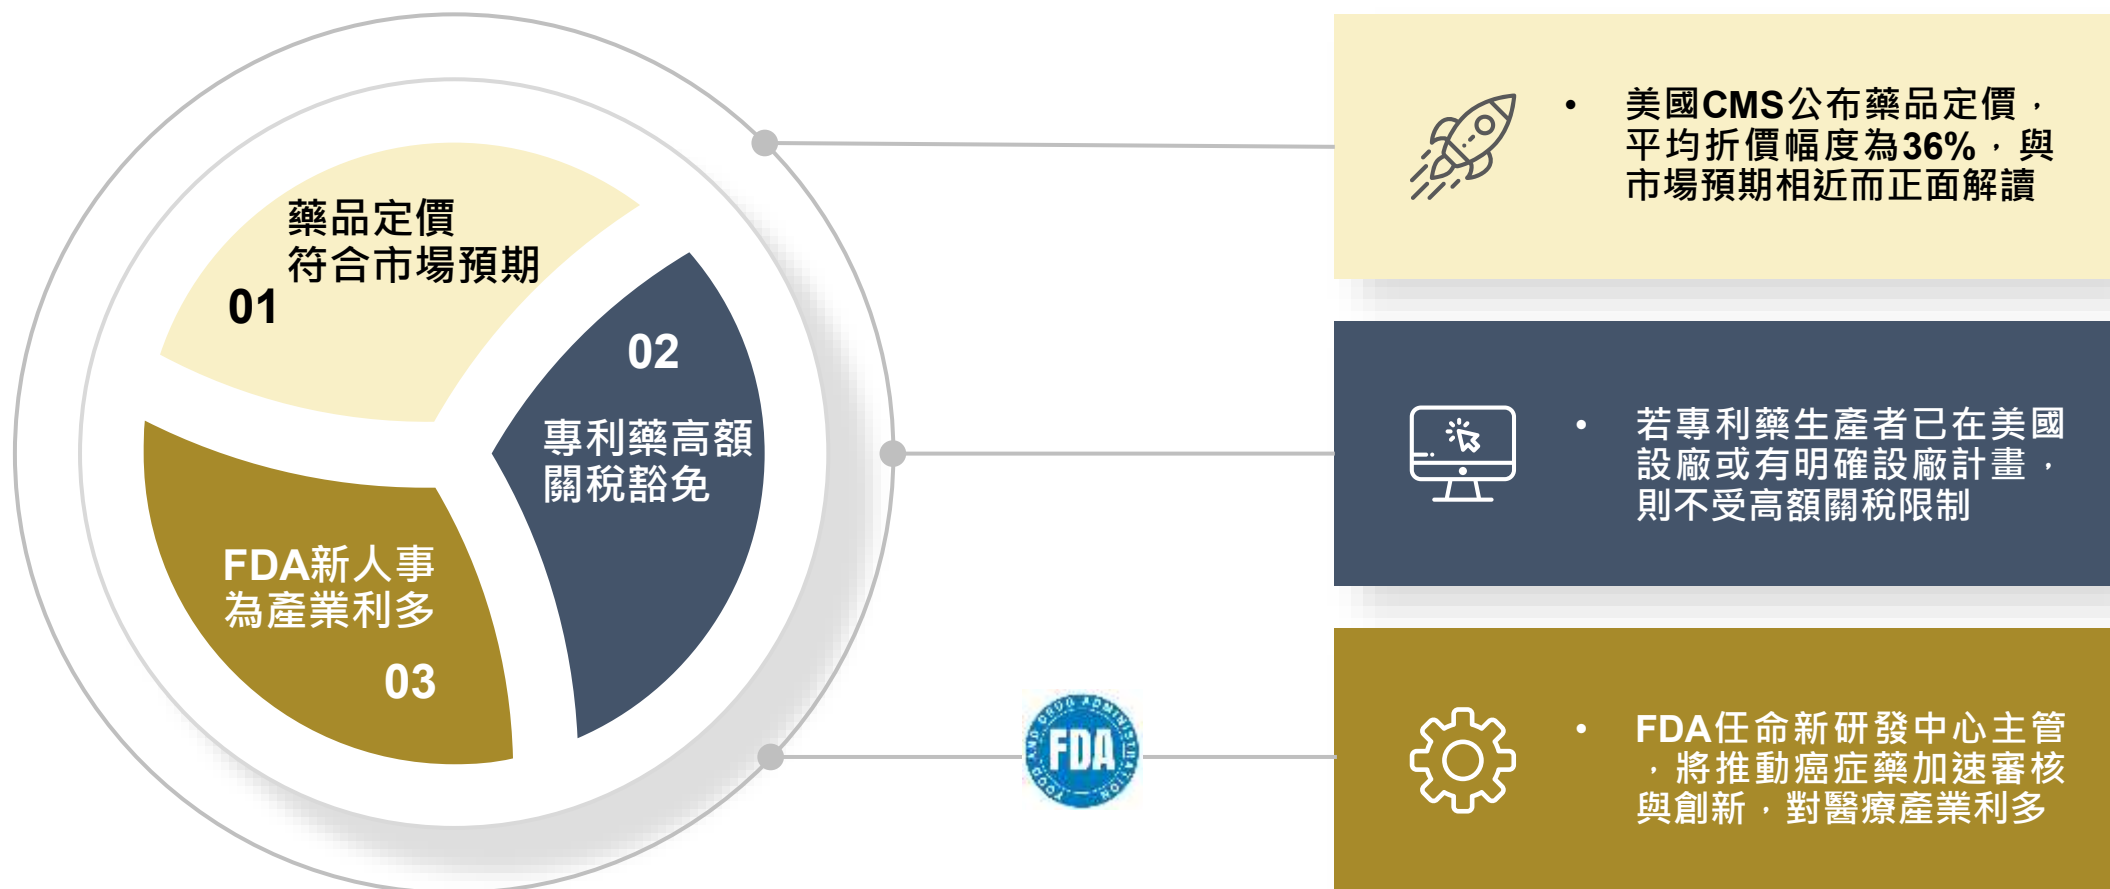 藥品定價
符合市場預期
01
02
專利藥高額
關稅豁免
FDA新人事
為產業利多
03
• 美國CMS公布藥品定價，
平均折價幅度為36%，與
市場預期相近而正面解讀
• 若專利藥生產者已在美國
設廠或有明確設廠計畫，
則不受高額關稅限制
FOOD AND DRUG ADMINISTRATION
FDA
• FDA任命新研發中心主管
，將推動癌症藥加速審核
與創新，對醫療產業利多